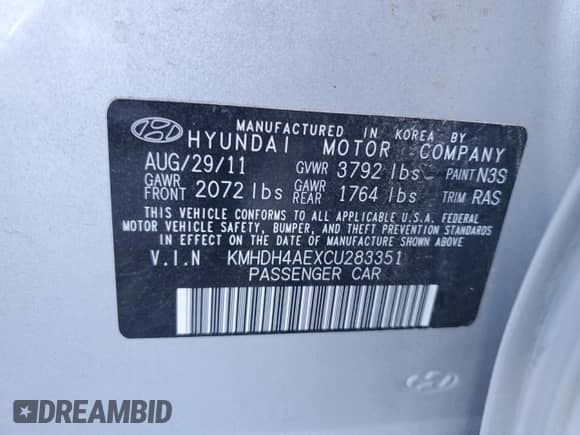 MANUFACTURED IN KOREA BY
HYUNDAI MOTOR COMPANY
AUG/29/11 GVWR 3792 lbs PAINT N3S
GAWR FRONT 2072 lbs GAWR REAR 1764 lbs TRIM RAS
THIS VEHICLE CONFORMS TO ALL APPLICABLE U.S.A. FEDERAL
MOTOR VEHICLE SAFETY, BUMPER, AND THEFT PREVENTION STANDARDS
IN EFFECT ON THE DATE OF MANUFACTURE SHOWN ABOVE.
V.I.N KMHDH4AEXCU283351
PASSENGER CAR
DREAMBID